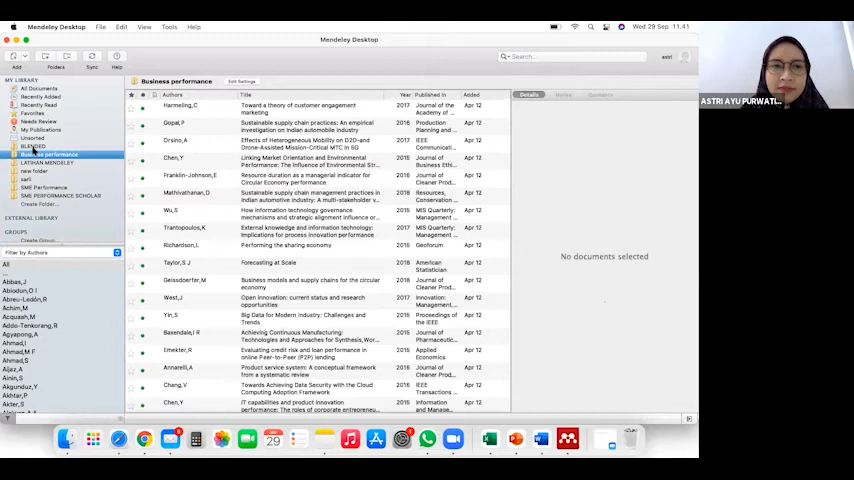 Mendeley Desktop File Edit View Tools Help
Wed 29 Sep 11.41
Mendeley Desktop
Add Folders Sync Help
Search...
astri
MY LIBRARY
All Documents
Recently Added
Recently Read
Favorites
Needs Review
My Publications
Unsorted
BLENDED
Business performance
LATIHAN MENDELEY
new folder
sarli
SME Performance
SME PERFORMANCE SCHOLAR
Create Folder...
EXTERNAL LIBRARY
GROUPS
Create Group...
Filter by Authors
All
Abbas,J
Abiodun,O I
Abreu-Ledón,R
Achim,M
Acquaah,M
Addo-Tenkorang,R
Agyapong,A
Ahmad,I
Ahmad,M F
Ahmad,S
Aijaz,A
Ainin,S
Akgunduz,Y
Akhtar,P
Akter,S
Business performance
Edit Settings
Authors Title Year Published In Added
Harmeling,C Toward a theory of customer engagement marketing 2017 Journal of the Academy of... Apr 12
Gopal,P Supply chain practices: An empirical investigation on Indian automobile industry 2016 Production Planning and... Apr 12
Orsino,A Effects of Heterogeneous Mobility on D2D-and Drone-Assisted Mission-Critical MTC in 5G 2017 Apr 12
Chen,Y Linking Market Orientation and Environmental Performance: The Influence of Environmental Str... 2015 Journal of Business Ethi... Apr 12
Franklin-Johnson,E Resource duration as a managerial indicator for Circular Economy performance 2016 Apr 12
Mathivathanan,D Sustainable supply chain management practices in Indian automotive industry: A multi-stakeholder v... 2018 Resources, Conservation... Apr 12
Wu,S How information technology governance mechanisms and strategic alignment influence or... 2015 MIS Quarterly: Management... Apr 12
Trantopoulos,K External knowledge and information technology: Implications for process innovation performance 2017 MIS Quarterly: Management... Apr 12
Richardson,L Performing the sharing economy 2015 Geoforum Apr 12
Taylor,S J Forecasting at Scale 2018 American Statistician Apr 12
Geissdoerfer,M Business models and supply chains for the circular economy 2018 Journal of Cleaner Prod... Apr 12
West,J Open innovation: current status and research opportunities 2017 Innovation: Management... Apr 12
Yin,S Big Data for Modern Industry: Challenges and Trends 2015 Proceedings of the IEEE Apr 12
Baxendale,I R Achieving Continuous Manufacturing: Technologies and Approaches for Synthesis,Wor... 2015 Journal of Pharmaceutic... Apr 12
Emekter,R Evaluating credit risk and loan performance in online Peer-to-Peer (P2P) lending 2015 Applied Economics Apr 12
Annarelli,A Product service system: A conceptual framework from a systematic review 2016 Journal of Cleaner Prod... Apr 12
Chang,V Towards Achieving Data Security with the Cloud Computing Adoption Framework 2016 IEEE Transactions... Apr 12
Chen,Y IT capabilities and product innovation performance: The roles of corporate entrepreneu... 2015 Information and Manage... Apr 12
Details Notes Contents
No documents selected
ASTRI AYU PURWATI...
SEP
29